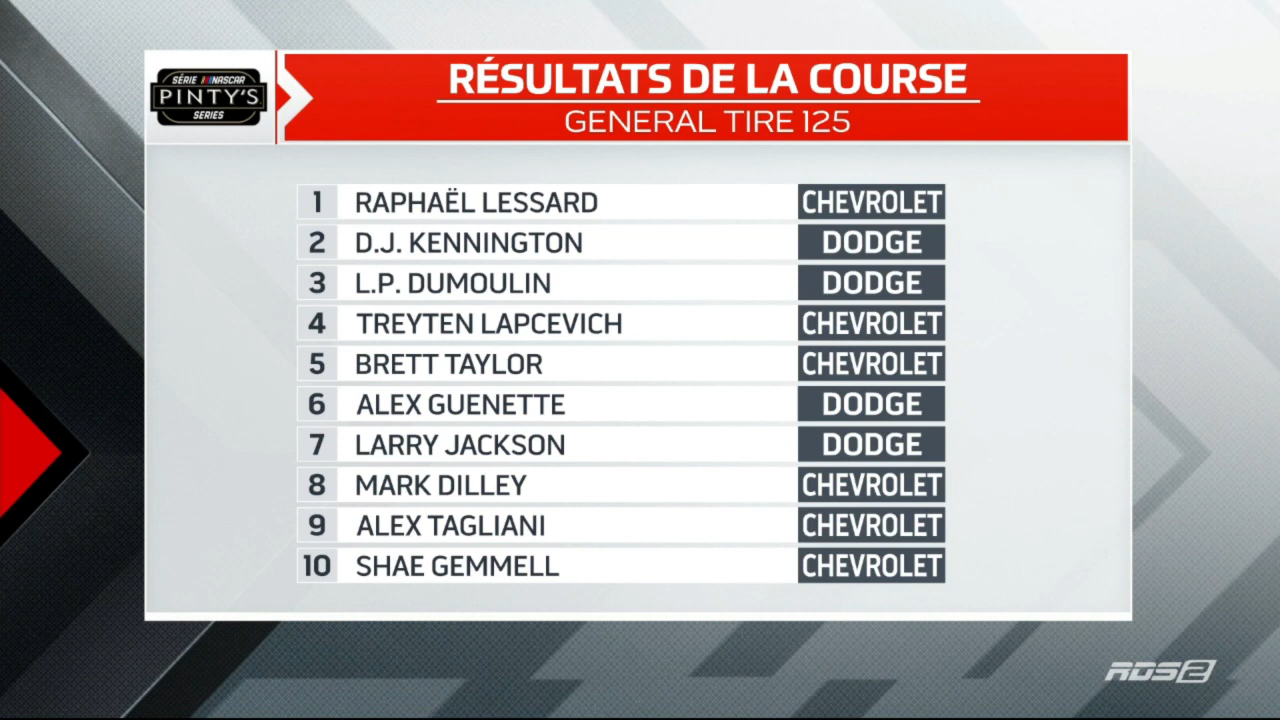 SÉRIE NASCAR
PINTY'S
SERIES
RÉSULTATS DE LA COURSE
GENERAL TIRE 125
1 RAPHAËL LESSARD CHEVROLET
2 D.J. KENNINGTON DODGE
3 L.P. DUMOULIN DODGE
4 TREYTEN LAPCEVICH CHEVROLET
5 BRETT TAYLOR CHEVROLET
6 ALEX GUENETTE DODGE
7 LARRY JACKSON DODGE
8 MARK DILLEY CHEVROLET
9 ALEX TAGLIANI CHEVROLET
10 SHAE GEMMELL CHEVROLET
RDS2